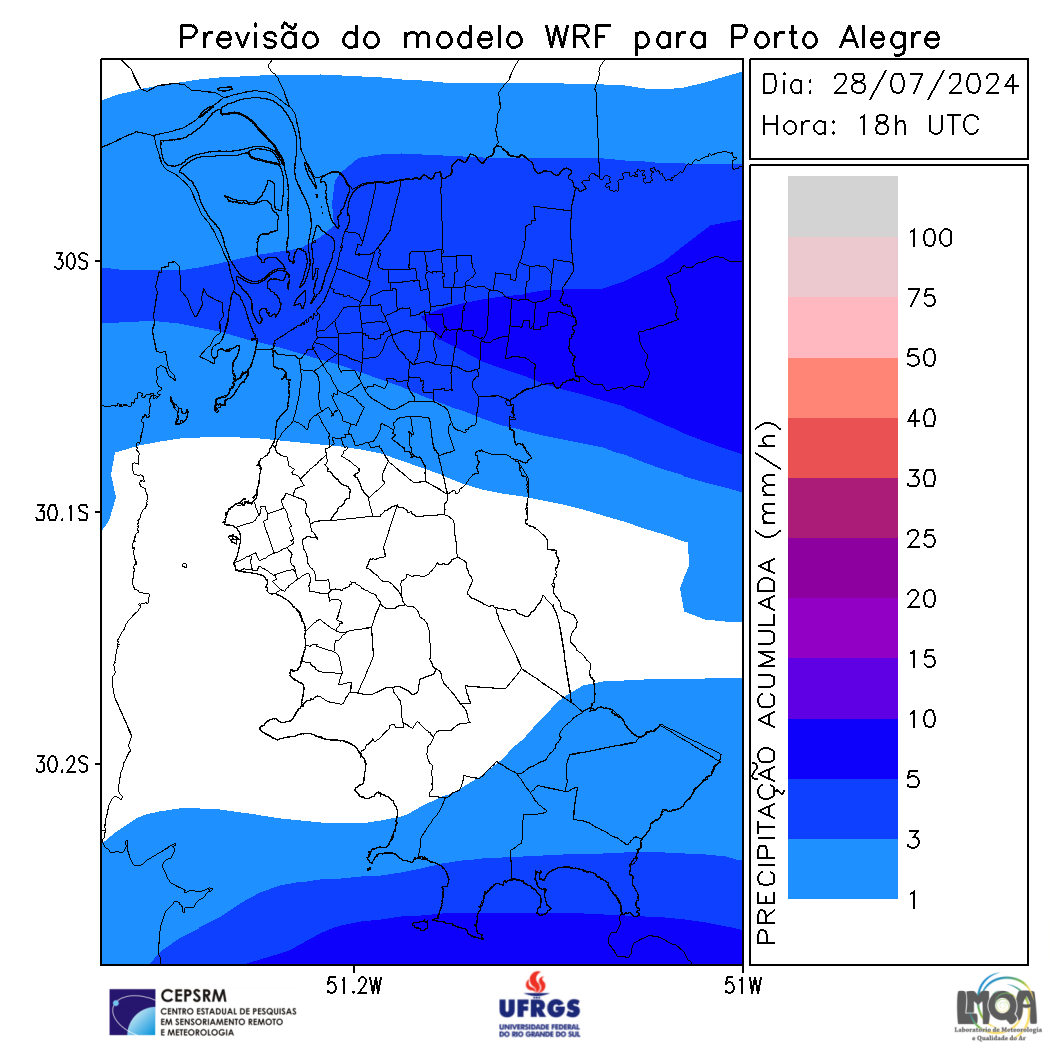 Previsão do modelo WRF para Porto Alegre
Dia: 28/07/2024
Hora: 18h UTC
30S
30.1S
30.2S
51.2W
51W
PRECIPITAÇÃO ACUMULADA (mm/h)
100
75
50
40
30
25
20
15
10
5
3
1
CEPSRM
CENTRO ESTADUAL DE PESQUISAS
EM SENSORIAMENTO REMOTO
E METEOROLOGIA
UFRGS
UNIVERSIDADE FEDERAL
DO RIO GRANDE DO SUL
LMQA
Laboratório de Meteorologia
e Qualidade do Ar